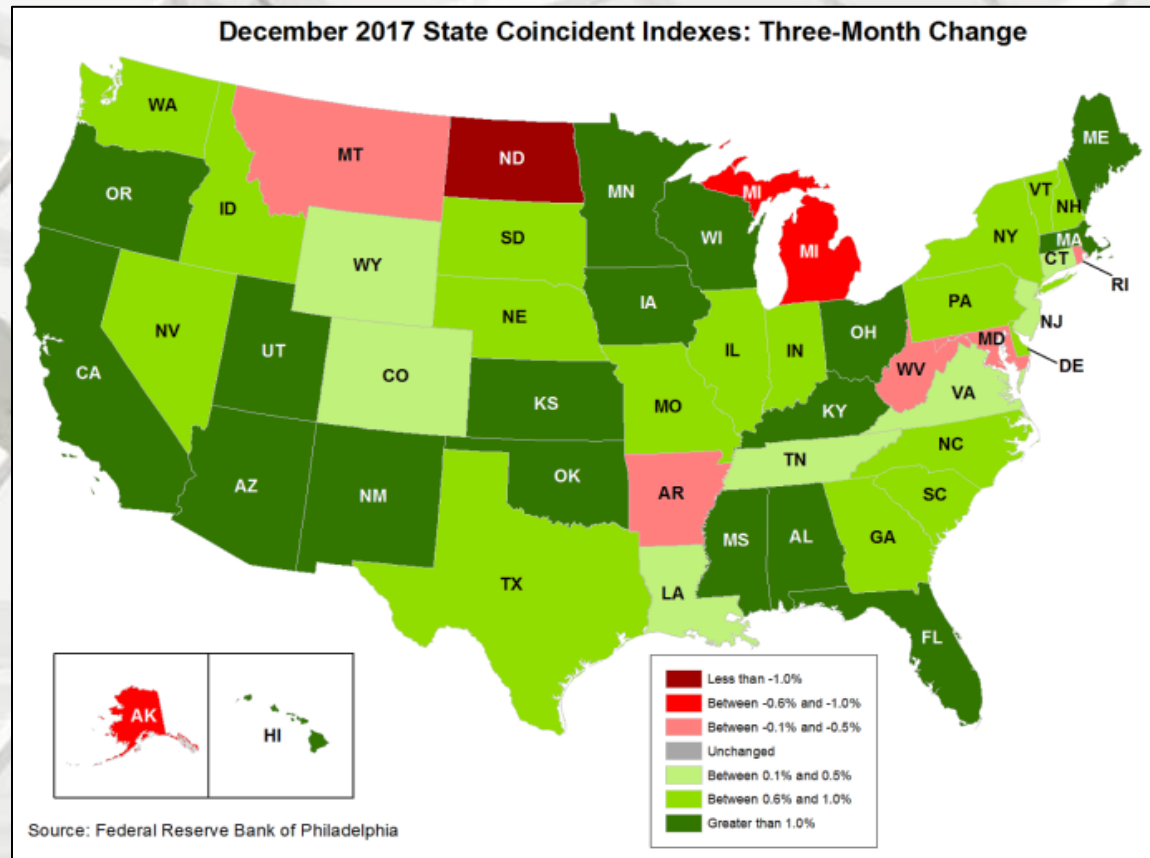 December 2017 State Coincident Indexes: Three-Month Change
WA
MT
ND
MN
ME
OR
ID
SD
WI
MI
MI
VT
NH
NY
MA
CT
RI
WY
IA
NE
PA
NJ
NV
UT
CO
IL
IN
OH
MD
DE
WV
VA
CA
KS
MO
KY
NC
TN
AZ
NM
OK
AR
SC
MS
AL
GA
TX
LA
FL
AK
HI
Less than -1.0%
Between -0.6% and -1.0%
Between -0.1% and -0.5%
Unchanged
Between 0.1% and 0.5%
Between 0.6% and 1.0%
Greater than 1.0%
Source: Federal Reserve Bank of Philadelphia